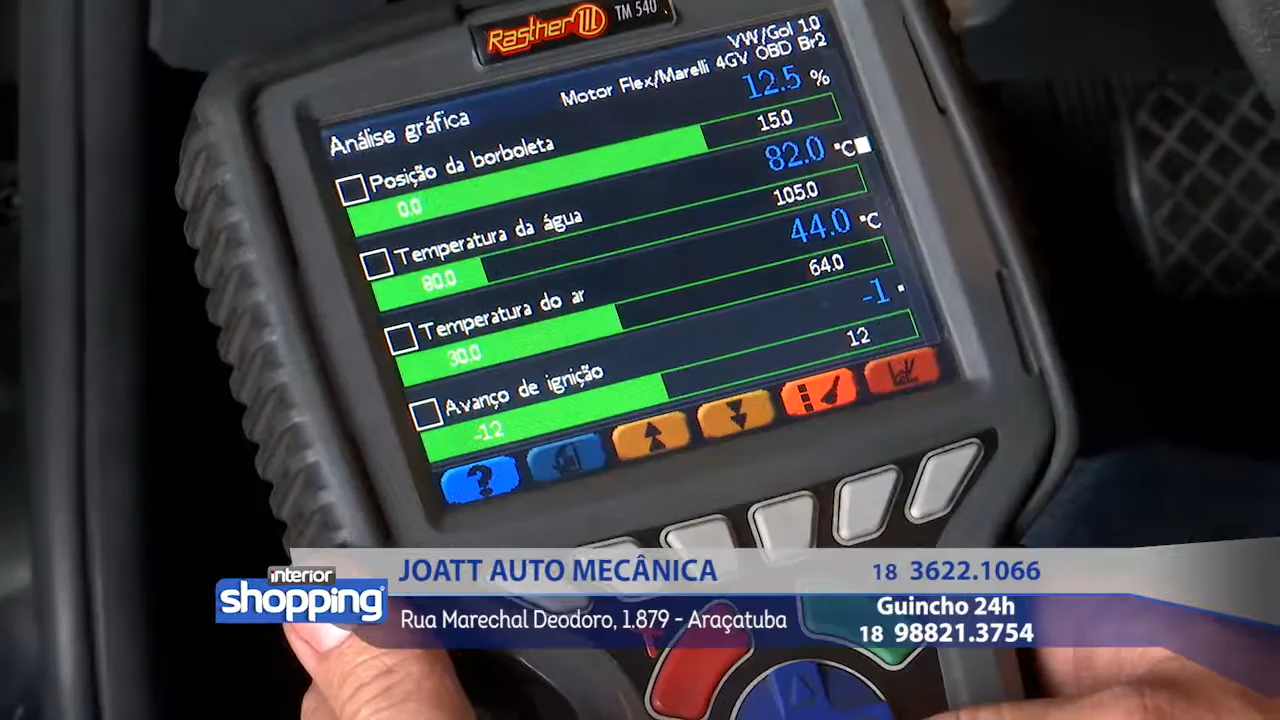 Rasther III TM 540
VW/Gol 1.0
Motor Flex/Marelli 4GV OBD Br2
Análise gráfica
12.5 %
Posição da borboleta
0.0 15.0
82.0 °C
Temperatura da água
80.0 105.0
44.0 °C
Temperatura do ar
30.0 64.0
-1 °
Avanço de ignição
-12 12
?
interior
shopping
JOATT AUTO MECÂNICA
18 3622.1066
Rua Marechal Deodoro, 1.879 - Araçatuba
Guincho 24h
18 98821.3754